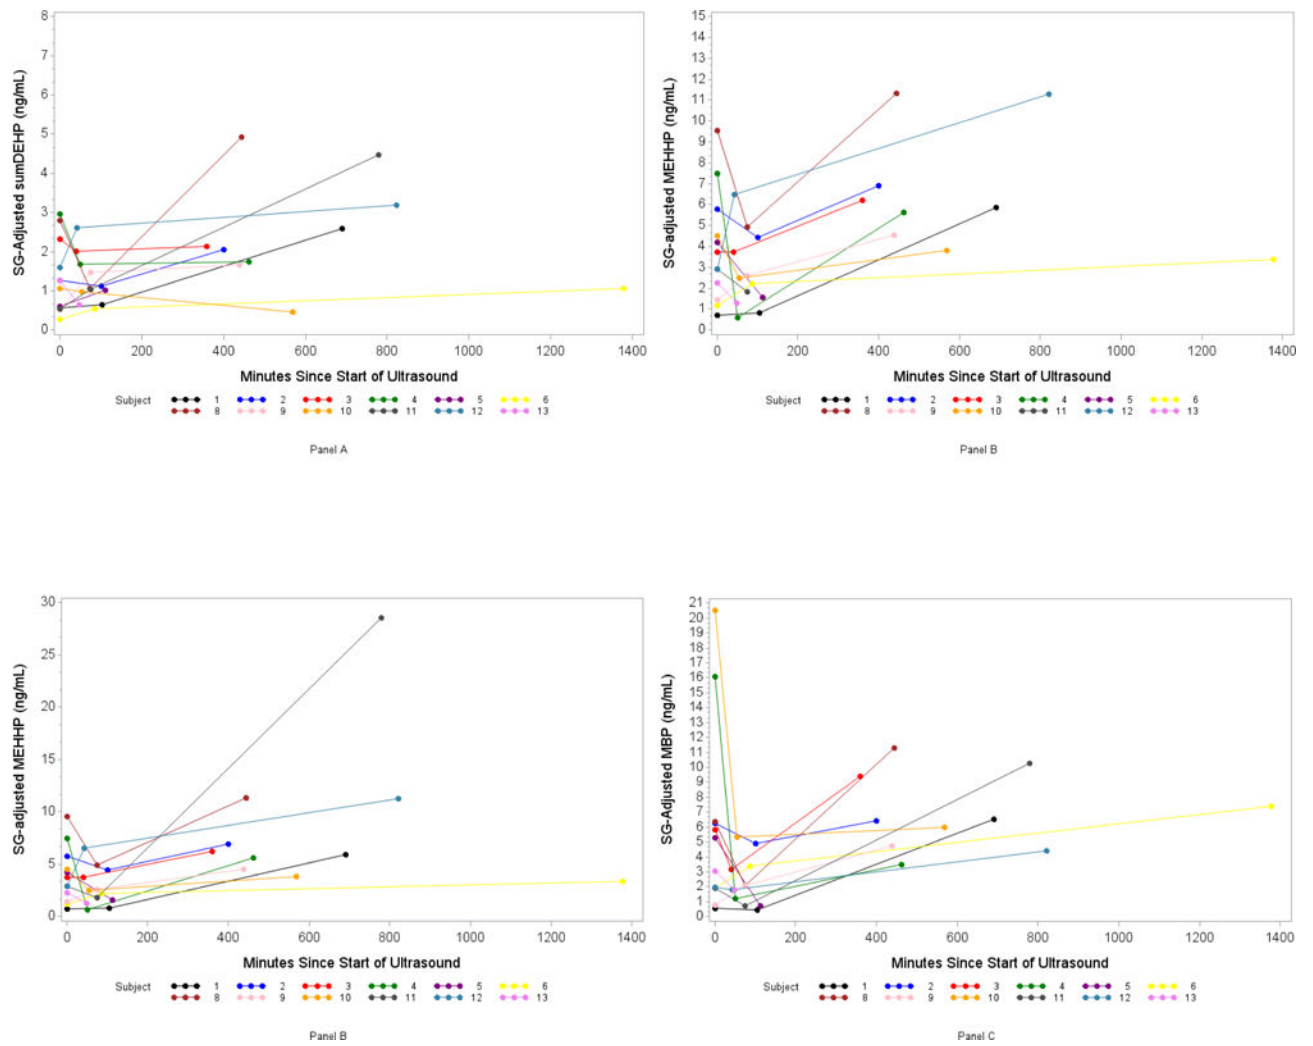 SG-Adjusted sumDEHP (ng/mL)
8
7
6
5
4
3
2
1
0
0 200 400 600 800 1000 1200 1400
Minutes Since Start of Ultrasound
Subject 1 2 3 4 5 6
8 9 10 11 12 13
Panel A
SG-adjusted MEHHP (ng/mL)
15
14
13
12
11
10
9
8
7
6
5
4
3
2
1
0
0 200 400 600 800 1000 1200 1400
Minutes Since Start of Ultrasound
Subject 1 2 3 4 5 6
8 9 10 11 12 13
Panel B
SG-adjusted MEHHP (ng/mL)
30
25
20
15
10
5
0
0 200 400 600 800 1000 1200 1400
Minutes Since Start of Ultrasound
Subject 1 2 3 4 5 6
8 9 10 11 12 13
Panel B
SG-Adjusted MBP (ng/mL)
21
20
19
18
17
16
15
14
13
12
11
10
9
8
7
6
5
4
3
2
1
0
0 200 400 600 800 1000 1200 1400
Minutes Since Start of Ultrasound
Subject 1 2 3 4 5 6
8 9 10 11 12 13
Panel C